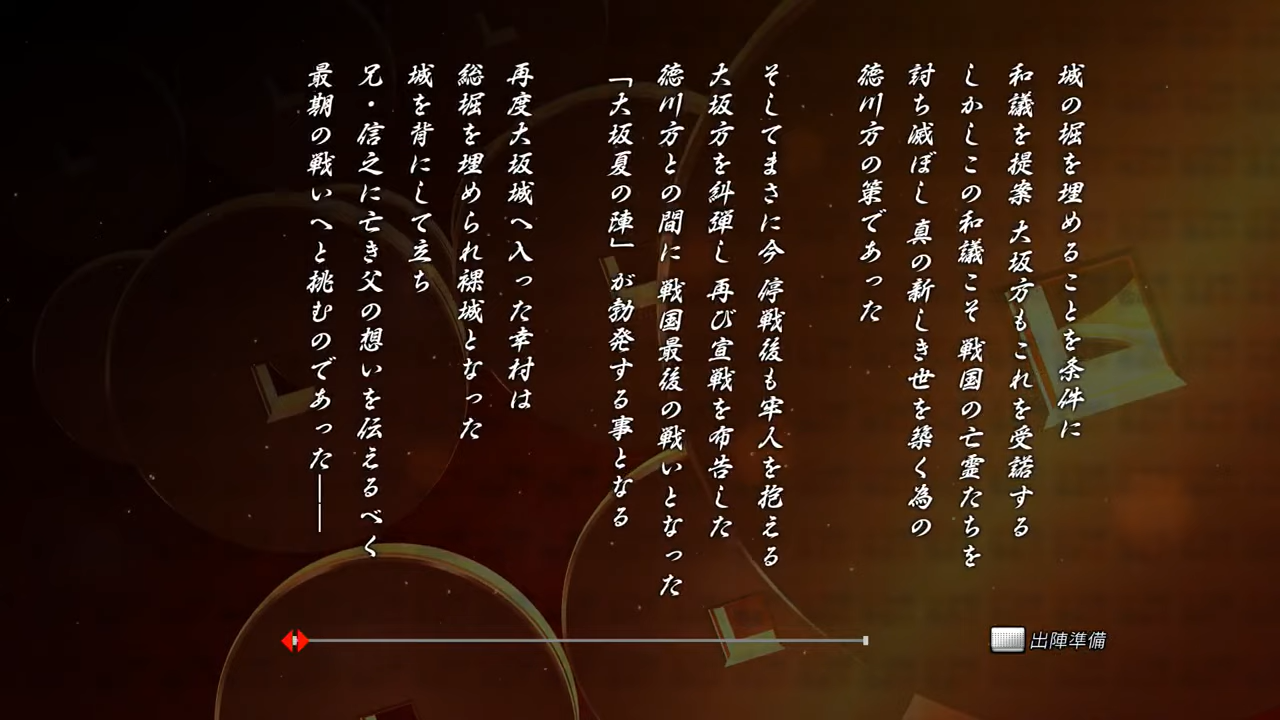 城の堀を埋めることを条件に
和議を提案 大坂方もこれを受諾する
しかしこの和議こそ 戦国の亡霊たちを
討ち滅ぼし 真の新しき世を築く為の
徳川方の策であった
そしてまさに今 停戦後も牢人を抱える
大坂方を糾弾し 再び宣戦を布告した
徳川方との間に 戦国最後の戦いとなった
「大坂夏の陣」 が勃発する事となる
再度大坂城へ入った幸村は
総堀を埋められ裸城となった
城を背にして立ち
兄・信之に亡き父の想いを伝えるべく
最期の戦いへと挑むのであった――
出陣準備